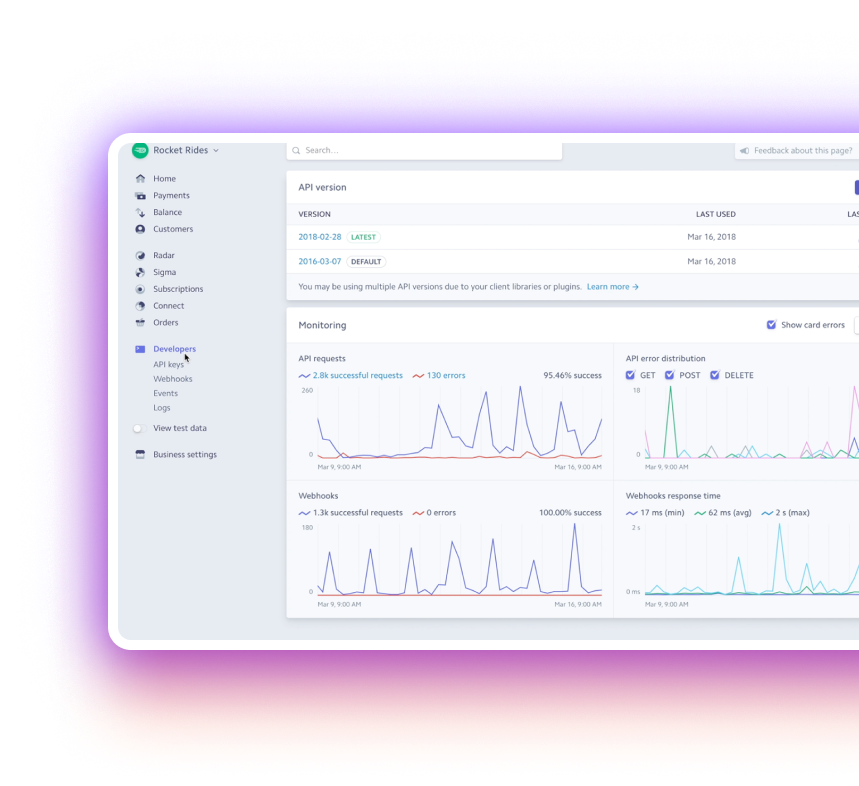 Rocket Rides
Search...
Feedback about this page?
Home
Payments
Balance
Customers
Radar
Sigma
Subscriptions
Connect
Orders
Developers
API keys
Webhooks
Events
Logs
View test data
Business settings
API version
VERSION LAST USED LAS
2018-02-28 LATEST Mar 16, 2018
2016-03-07 DEFAULT Mar 16, 2018
You may be using multiple API versions due to your client libraries or plugins. Learn more →
Monitoring Show card errors
API requests
2.8k successful requests 130 errors 95.46% success
260
0
Mar 9, 9:00 AM Mar 16, 9:00 AM
API error distribution
GET POST DELETE
18
0
Mar 9, 9:00 AM
Webhooks
1.3k successful requests 0 errors 100.00% success
180
0
Mar 9, 9:00 AM Mar 16, 9:00 AM
Webhooks response time
17 ms (min) 62 ms (avg) 2 s (max)
2 s
0 ms
Mar 9, 9:00 AM